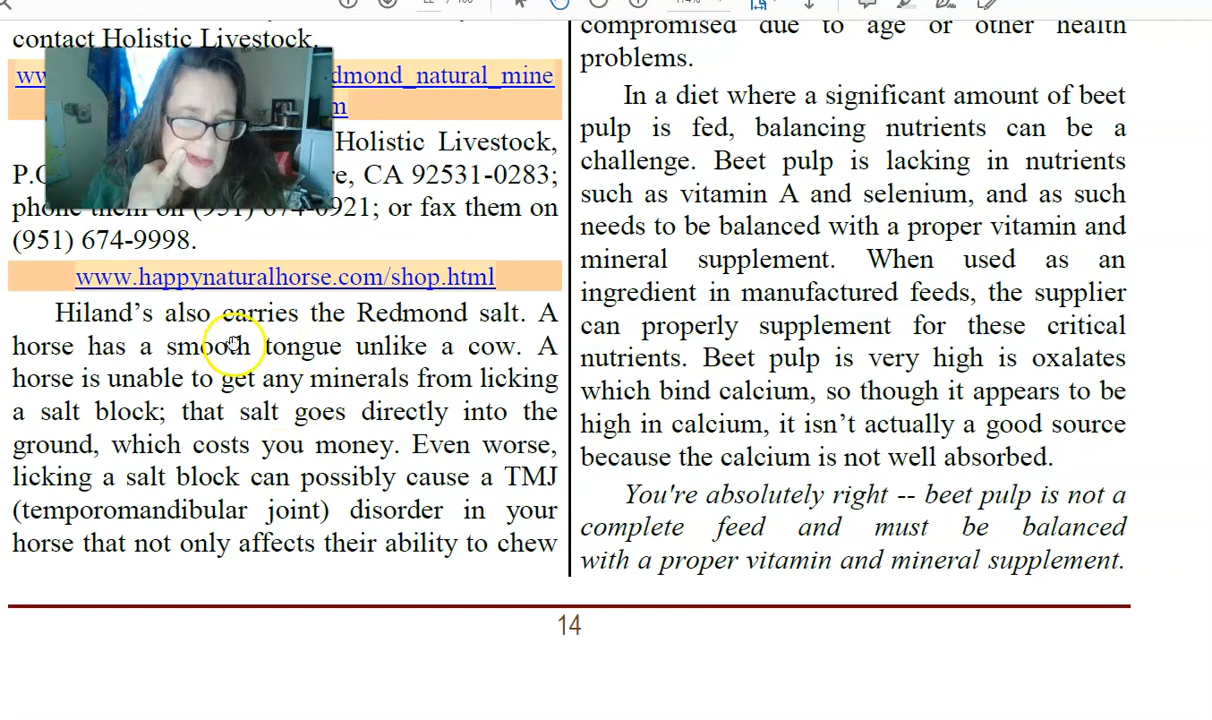 contact Holistic Livestock.
dmond_natural_mine
m
Holistic Livestock,
P.O re, CA 92531-0283;
phone them on (951) 674-0921; or fax them on
(951) 674-9998.
www.happynaturalhorse.com/shop.html
Hiland’s also carries the Redmond salt. A
horse has a smooth tongue unlike a cow. A
horse is unable to get any minerals from licking
a salt block; that salt goes directly into the
ground, which costs you money. Even worse,
licking a salt block can possibly cause a TMJ
(temporomandibular joint) disorder in your
horse that not only affects their ability to chew
compromised due to age or other health
problems.
In a diet where a significant amount of beet
pulp is fed, balancing nutrients can be a
challenge. Beet pulp is lacking in nutrients
such as vitamin A and selenium, and as such
needs to be balanced with a proper vitamin and
mineral supplement. When used as an
ingredient in manufactured feeds, the supplier
can properly supplement for these critical
nutrients. Beet pulp is very high is oxalates
which bind calcium, so though it appears to be
high in calcium, it isn’t actually a good source
because the calcium is not well absorbed.
You're absolutely right -- beet pulp is not a
complete feed and must be balanced
with a proper vitamin and mineral supplement.
14